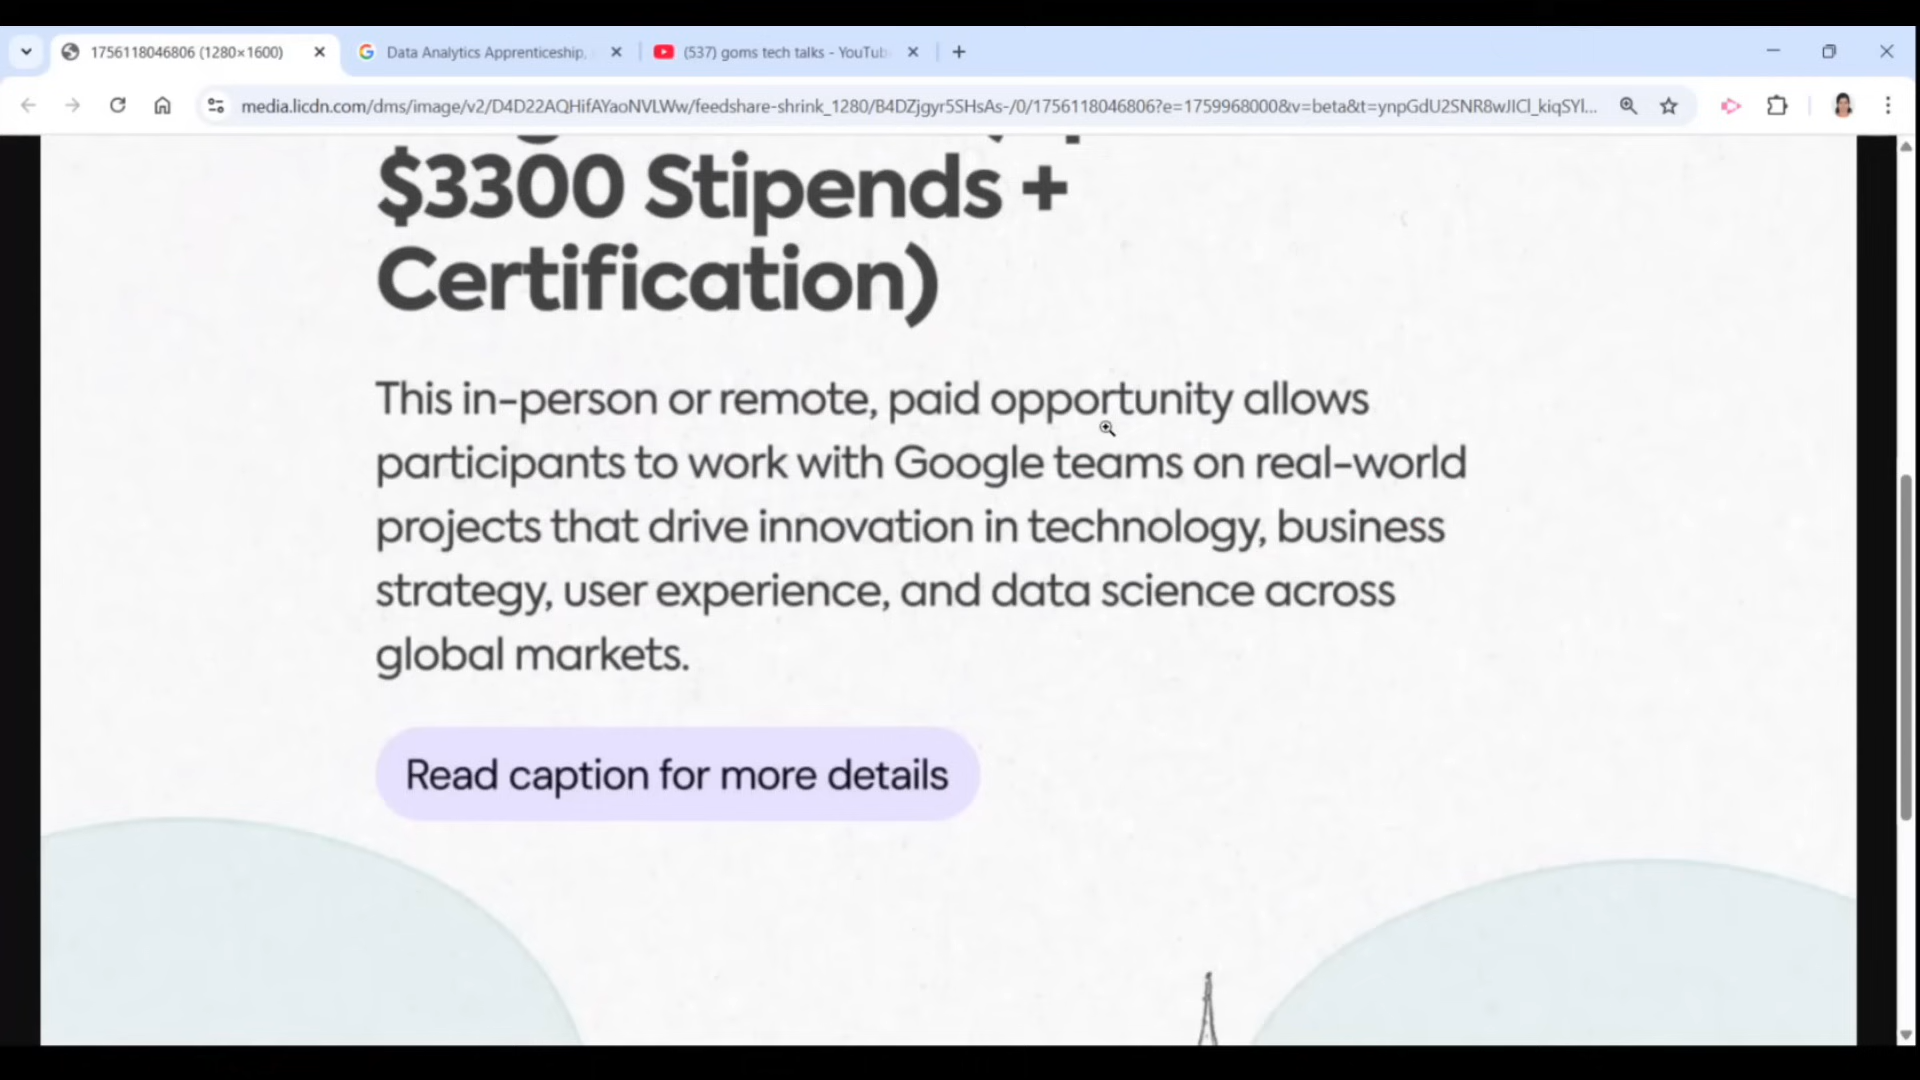 1756118046806 (1280×1600)
Data Analytics Apprenticeship,
(537) goms tech talks - YouTub
media.licdn.com/dms/image/v2/D4D22AQHifAYaoNVLWw/feedshare-shrink_1280/B4DZjgyr5SHsAs-/0/1756118046806?e=1759968000&v=beta&t=ynpGdU2SNR8wJICl_kiqSYl...
$3300 Stipends +
Certification)
This in-person or remote, paid opportunity allows
participants to work with Google teams on real-world
projects that drive innovation in technology, business
strategy, user experience, and data science across
global markets.
Read caption for more details